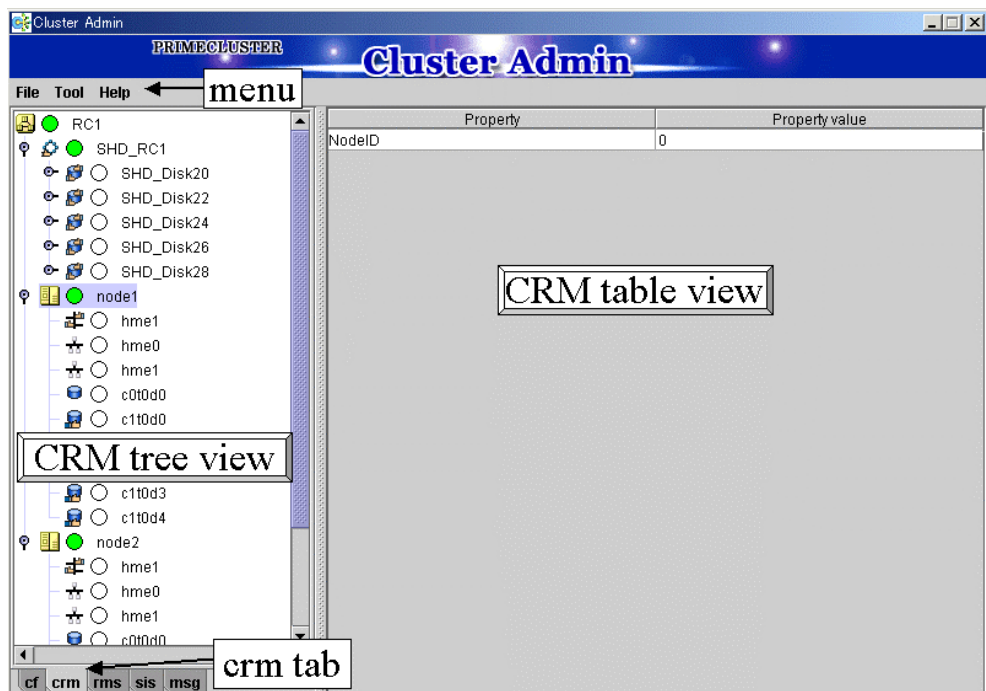 Cluster Admin
PRIMECLUSTER
Cluster Admin
File Tool Help
menu
RC1
SHD_RC1
SHD_Disk20
SHD_Disk22
SHD_Disk24
SHD_Disk26
SHD_Disk28
node1
hme1
hme0
hme1
c0t0d0
c1t0d0
CRM tree view
c1t0d3
c1t0d4
node2
hme1
hme0
hme1
c0t0d0
crm tab
cf crm rms sis msg
Property Property value
NodeID 0
CRM table view